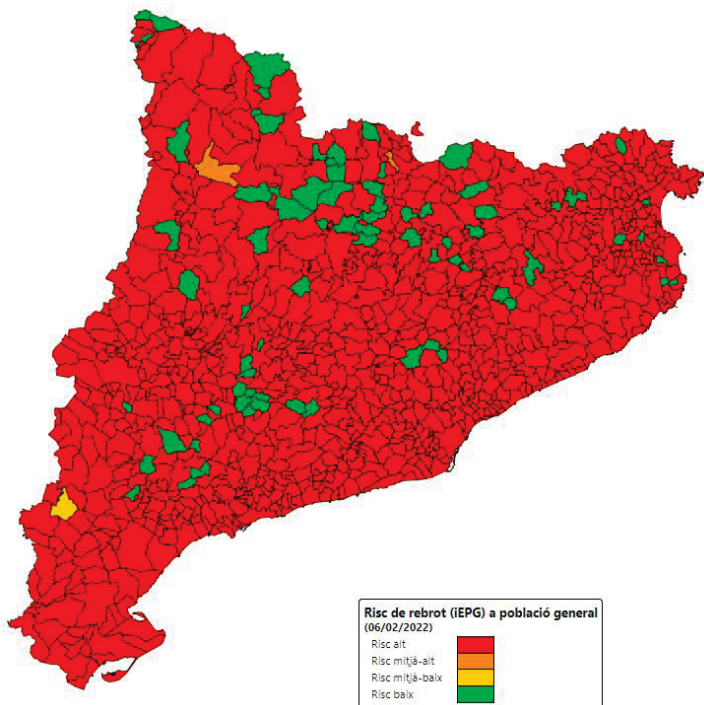 Risc de rebrot (iEPG) a població general
(06/02/2022)
Risc alt
Risc mitjà-alt
Risc mitjà-baix
Risc baix